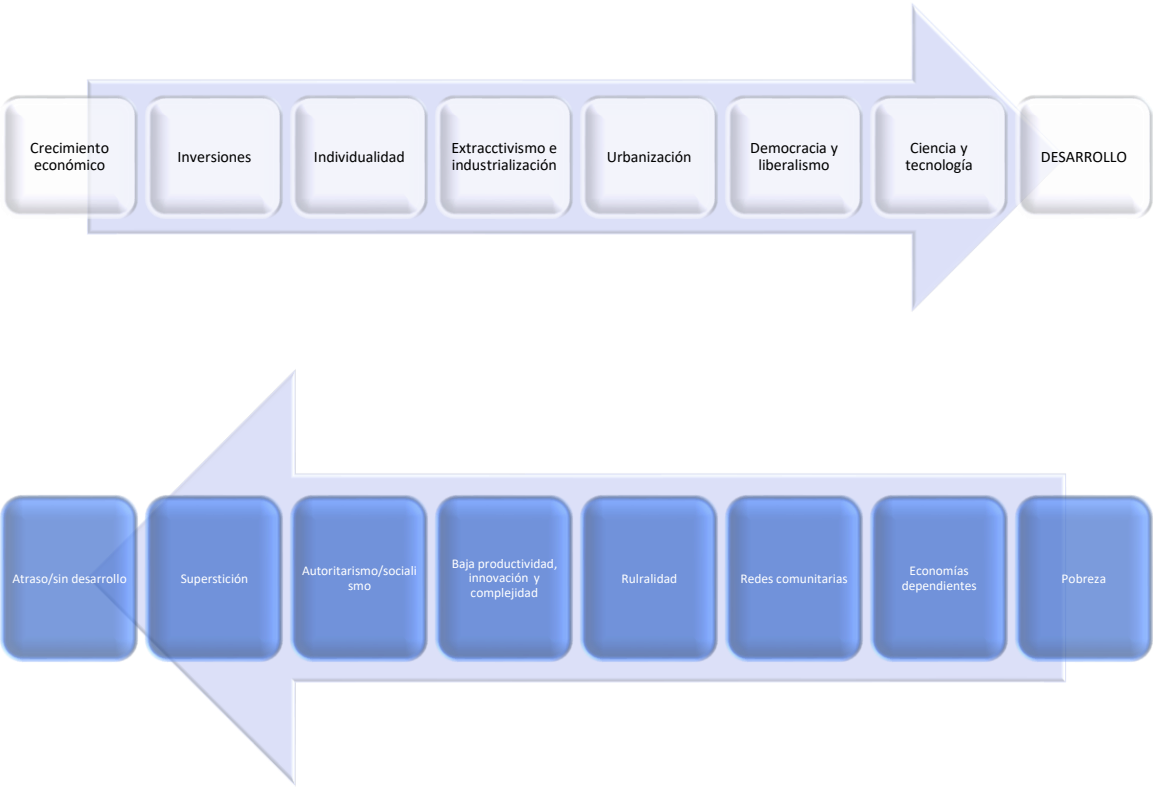 Crecimiento
económico
Inversiones
Individualidad
Extracctivismo e
industrialización
Urbanización
Democracia y
liberalismo
Ciencia y
tecnología
DESARROLLO
Atraso/sin desarrollo
Superstición
Autoritarismo/sociali
smo
Baja productividad,
innovación y
complejidad
Rulralidad
Redes comunitarias
Economías
dependientes
Pobreza